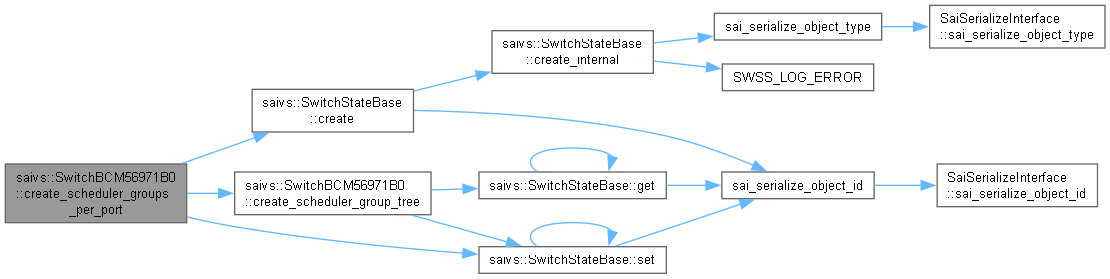 saivs::SwitchBCM56971B0
::create_scheduler_groups
_per_port
saivs::SwitchStateBase
::create
saivs::SwitchStateBase
::create_internal
sai_serialize_object_type
SaiSerializeInterface
::sai_serialize_object_type
SWSS_LOG_ERROR
saivs::SwitchBCM56971B0
::create_scheduler_group_tree
saivs::SwitchStateBase::get
sai_serialize_object_id
SaiSerializeInterface
::sai_serialize_object_id
saivs::SwitchStateBase::set